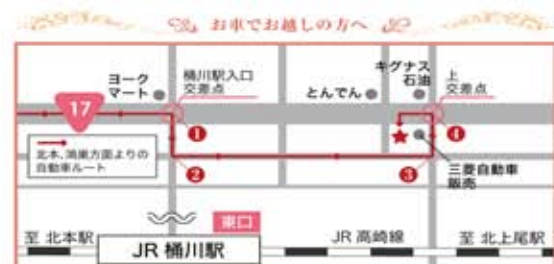 お車でお越しの方へ
ヨーク
マート
桶川駅入口
交差点
とんでん
キグナス
石油
上
交差点
17
1
4
北本、鴻巣方面よりの
自動車ルート
2
3
三菱自動車
販売
東口
至 北本駅
JR 桶川駅
JR 高崎線
至 北上尾駅